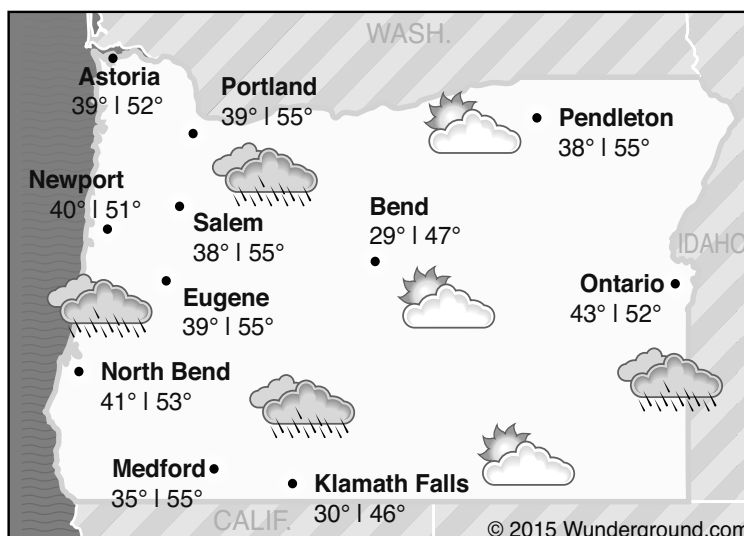 WASH.
Astoria
39° | 52°
Portland
39° | 55°
Pendleton
38° | 55°
Newport
40° | 51°
Salem
38° | 55°
Bend
29° | 47°
IDAHO
Eugene
39° | 55°
Ontario
43° | 52°
North Bend
41° | 53°
Medford
35° | 55°
Klamath Falls
30° | 46°
CALIF.
© 2015 Wunderground.com